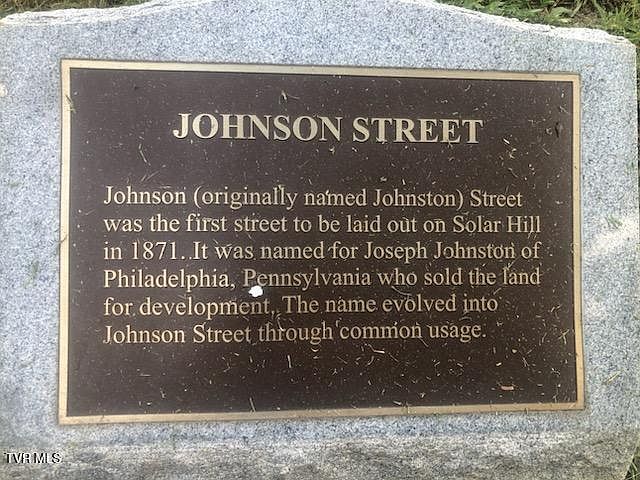 JOHNSON STREET
Johnson (originally named Johnston) Street
was the first street to be laid out on Solar Hill
in 1871. It was named for Joseph Johnston of
Philadelphia, Pennsylvania who sold the land
for development. The name evolved into
Johnson Street through common usage.
TVR MLS